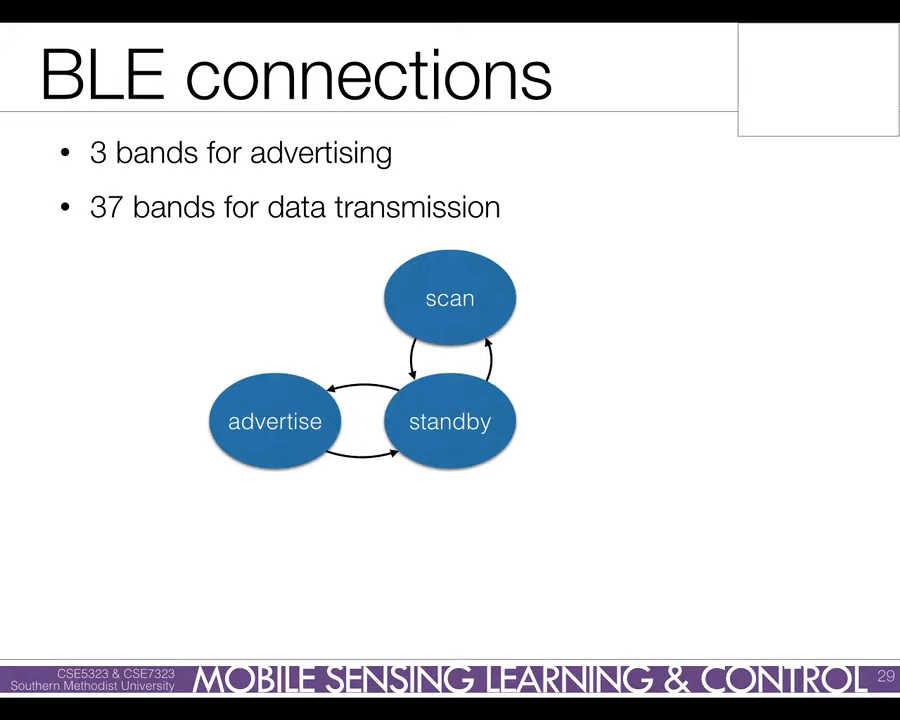 BLE connections
• 3 bands for advertising
• 37 bands for data transmission
scan
advertise
standby
CSE5323 & CSE7323
Southern Methodist University
MOBILE SENSING LEARNING & CONTROL
29